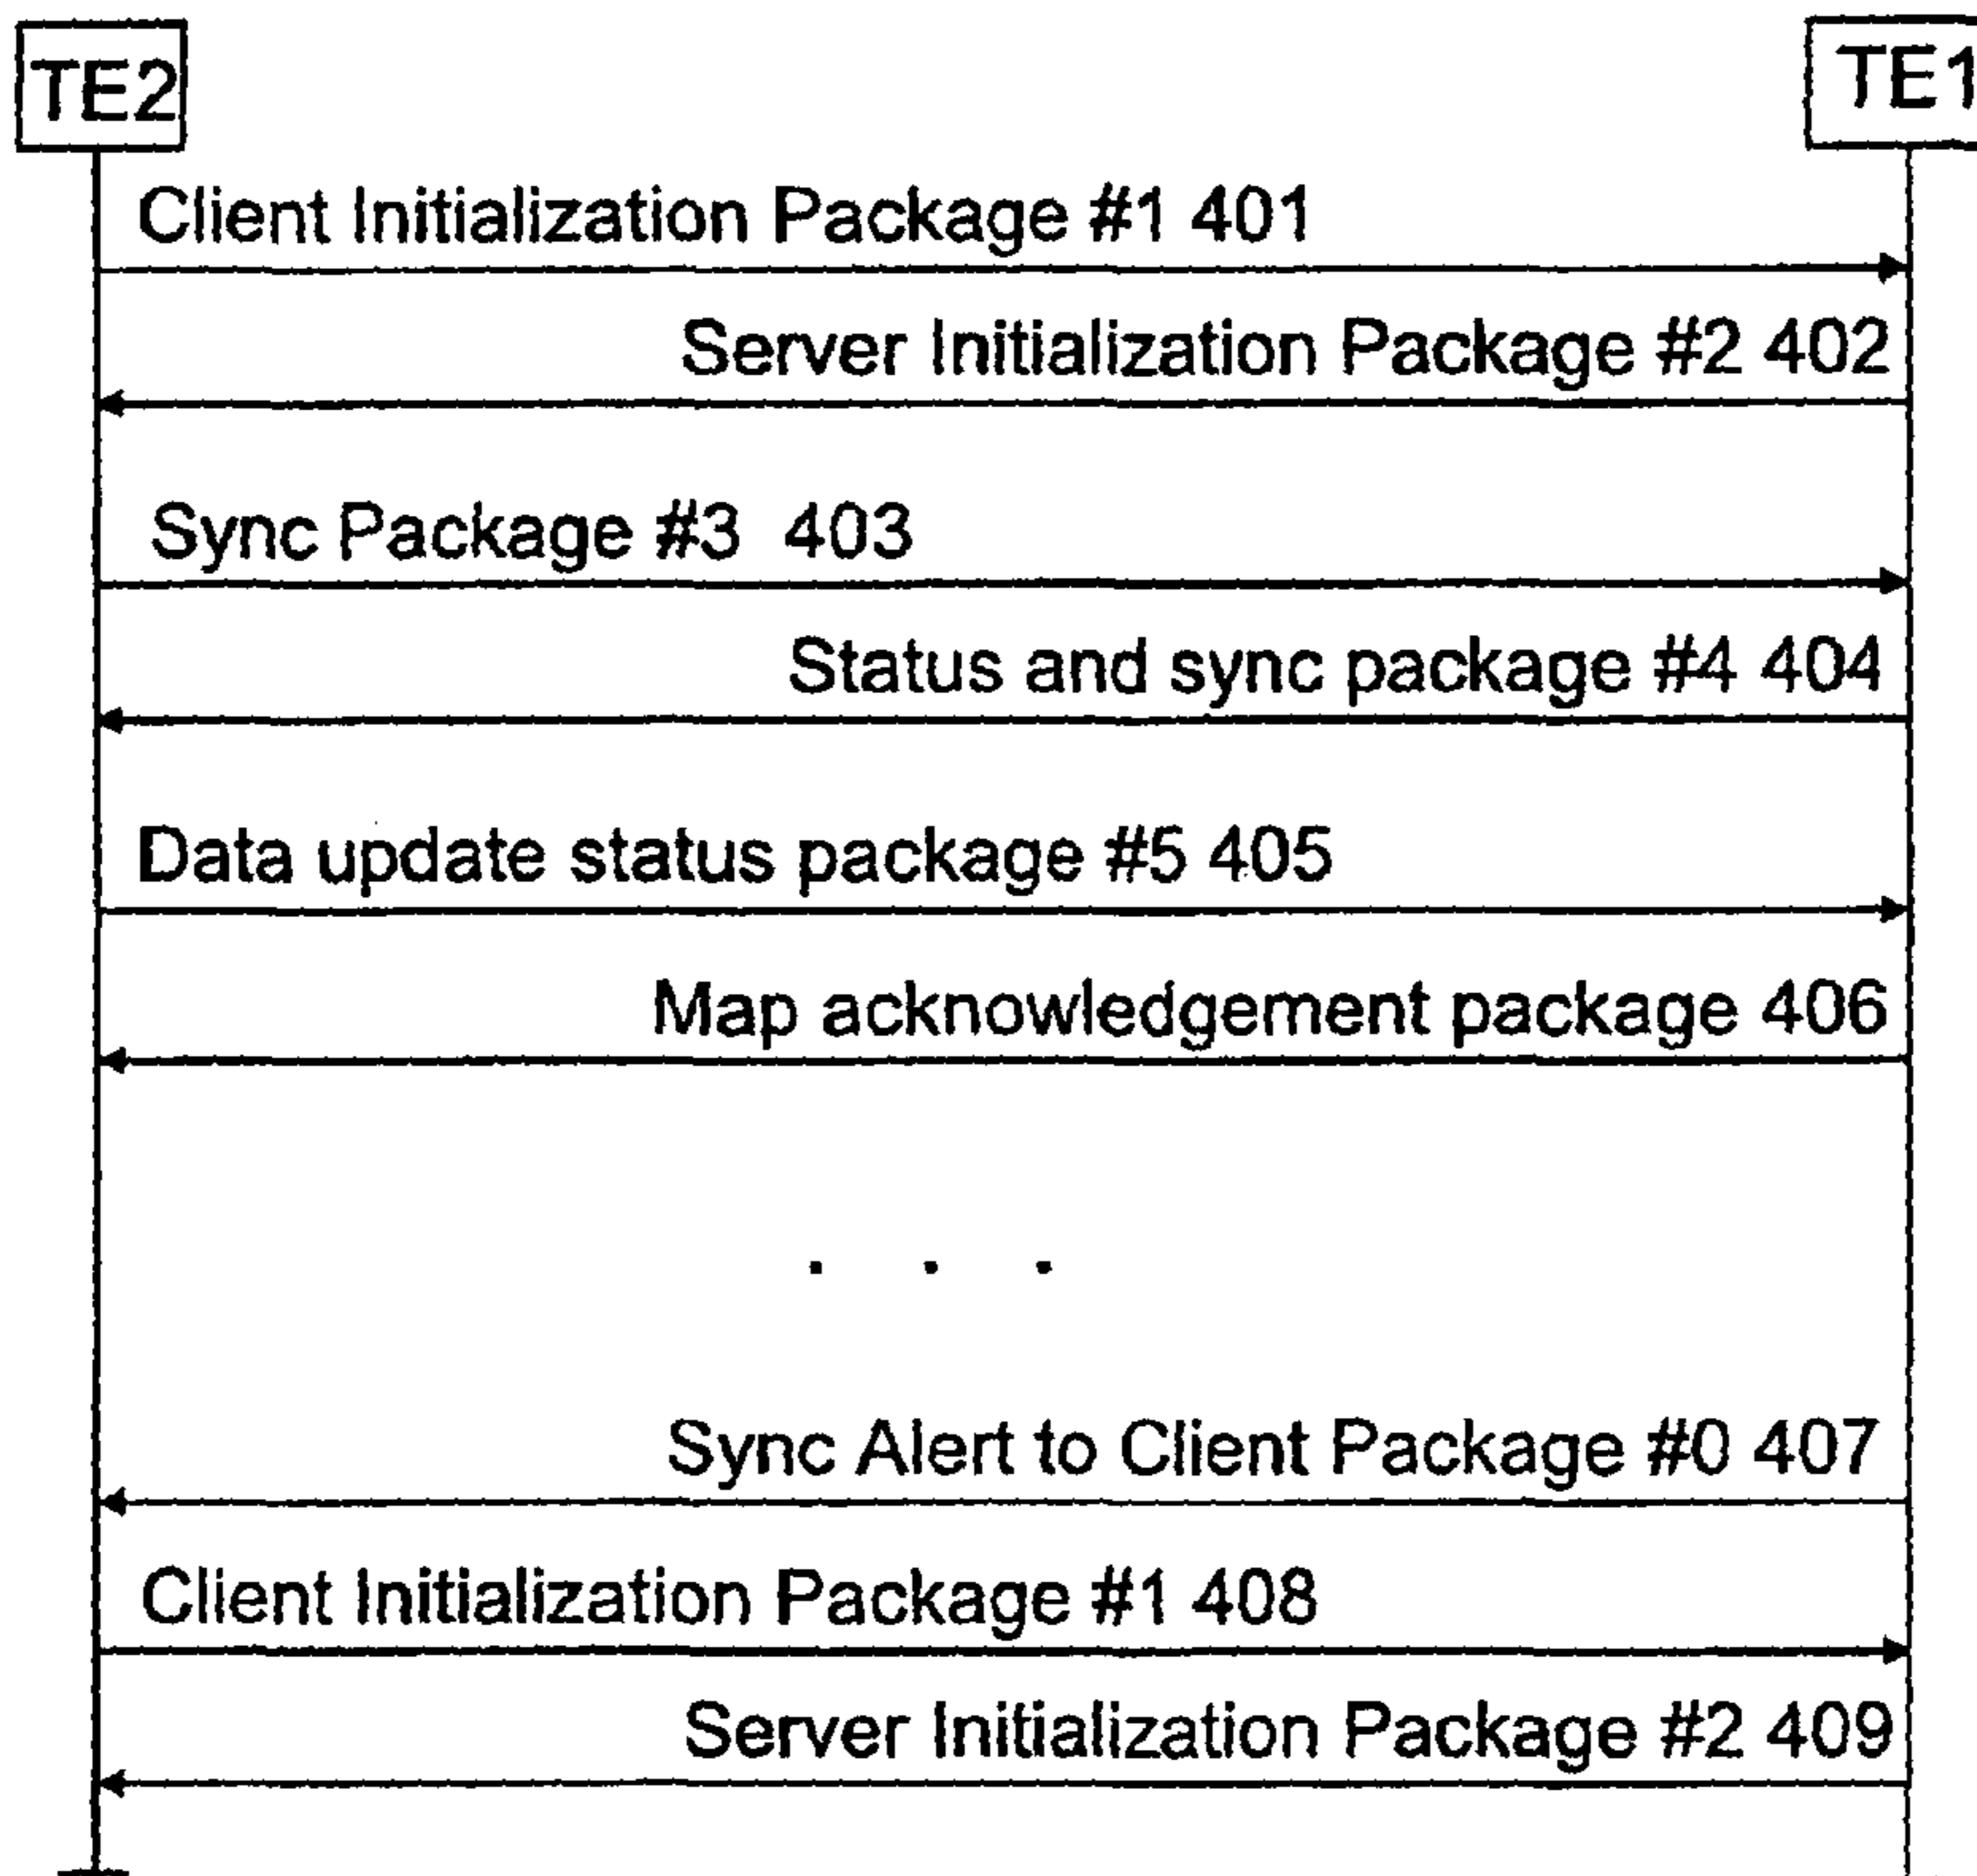 TE2
TE1
Client Initialization Package #1 401
Server Initialization Package #2 402
Sync Package #3 403
Status and sync package #4 404
Data update status package #5 405
Map acknowledgement package 406
. . .
Sync Alert to Client Package #0 407
Client Initialization Package #1 408
Server Initialization Package #2 409